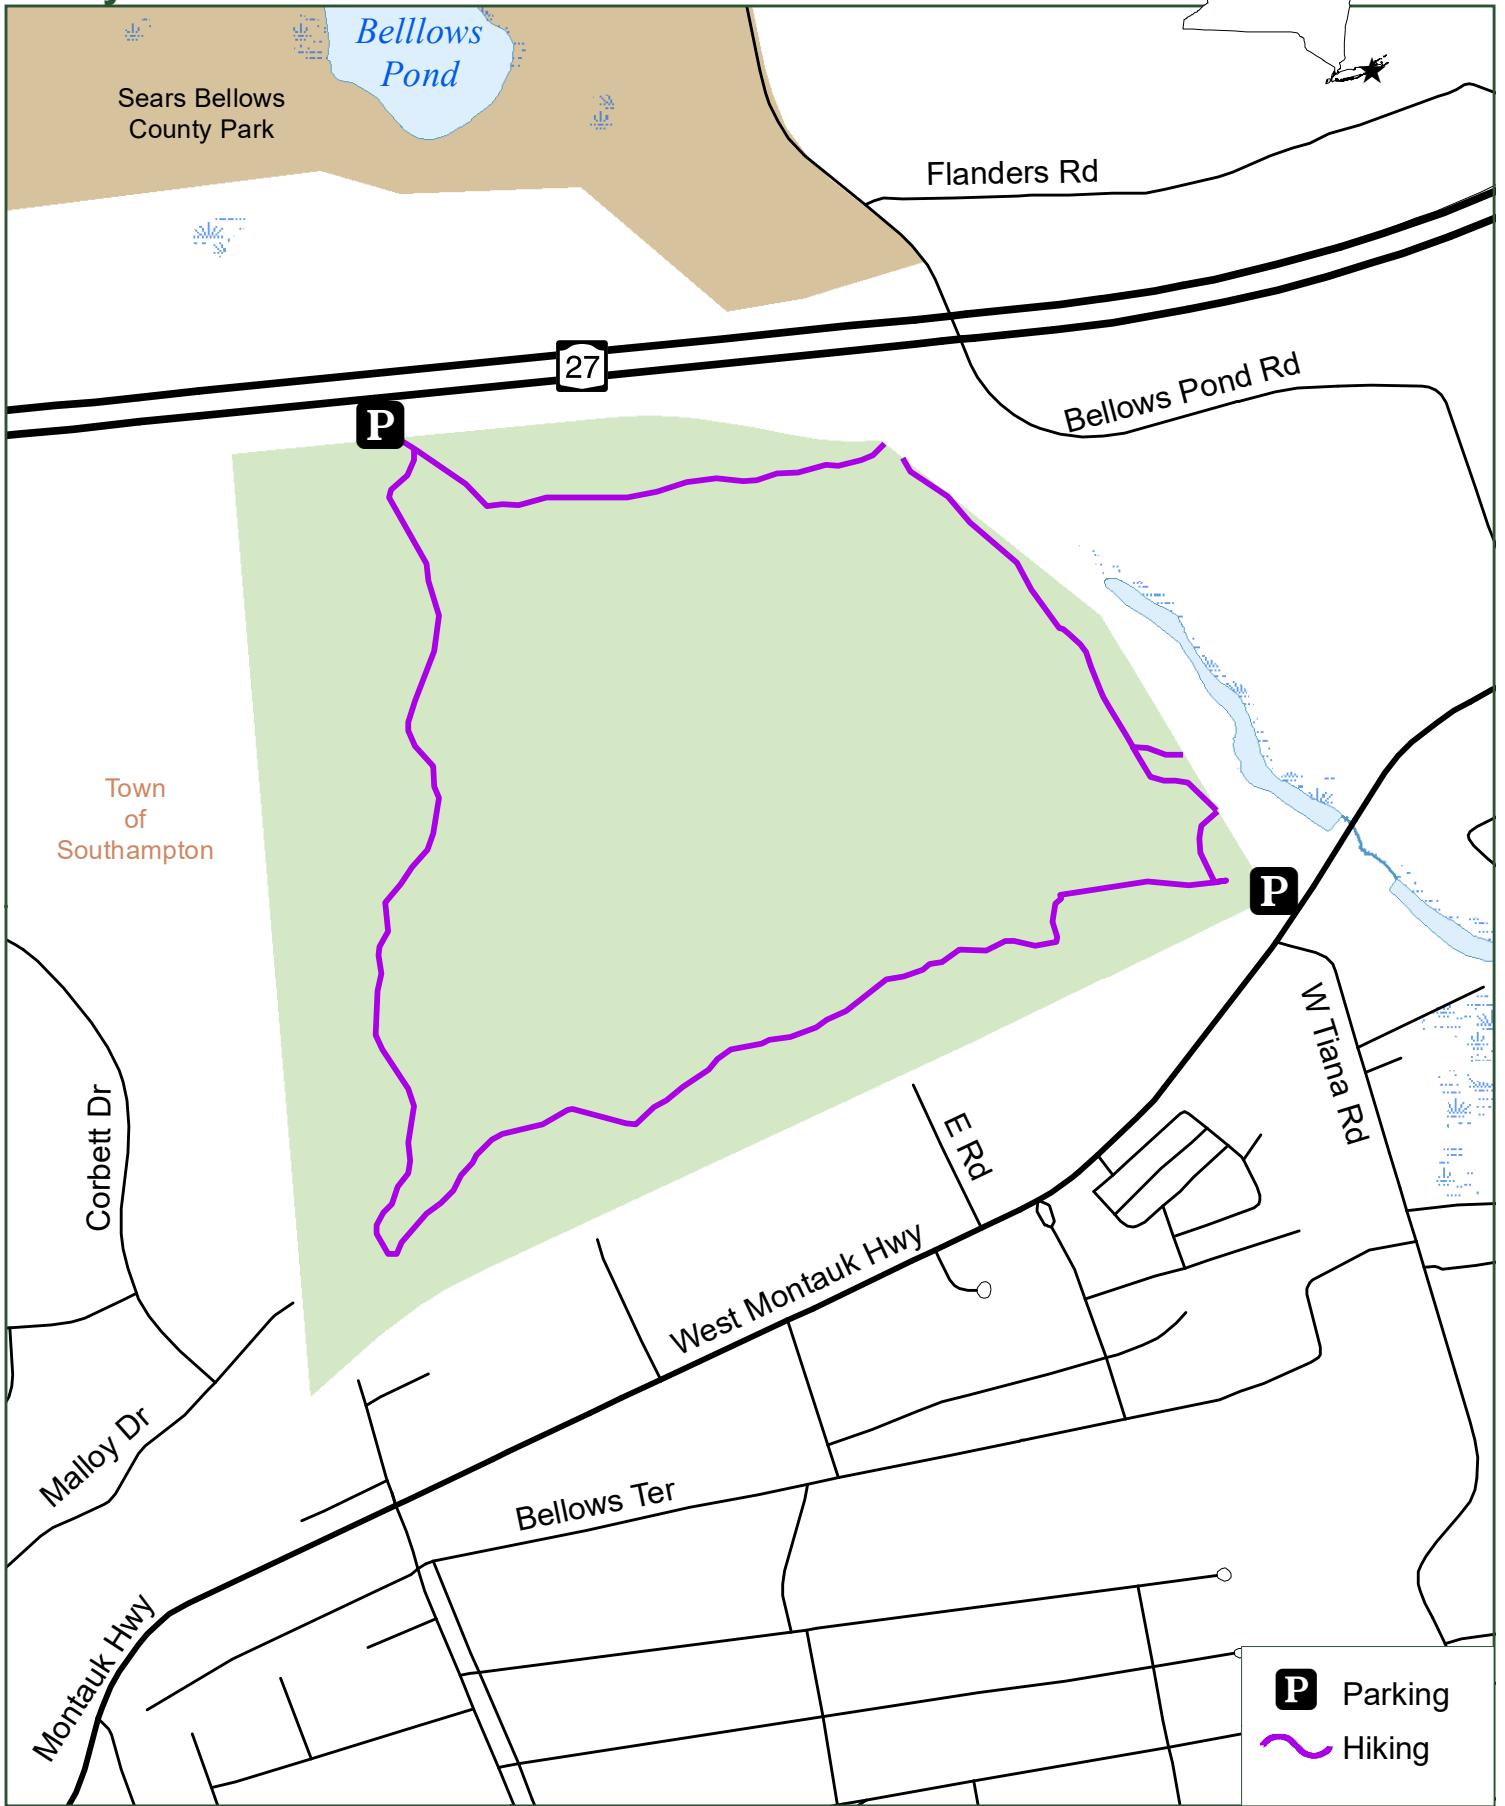 Belllows
Pond
Sears Bellows
County Park
Flanders Rd
27
Bellows Pond Rd
P
Town
of
Southampton
P
W Tiana Rd
Corbett Dr
E Rd
West Montauk Hwy
Malloy Dr
Bellows Ter
Montauk Hwy
P Parking
Hiking